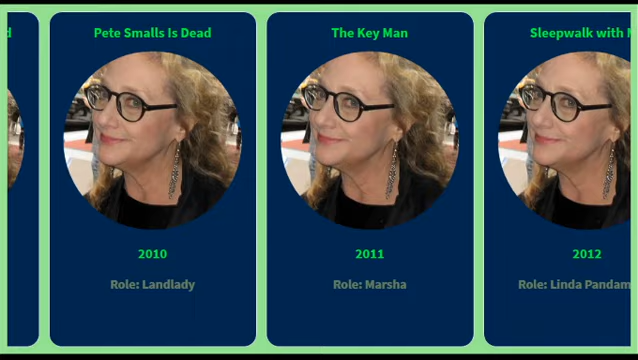 d
Pete Smalls Is Dead
The Key Man
Sleepwalk with
2010
2011
2012
Role: Landlady
Role: Marsha
Role: Linda Pandam